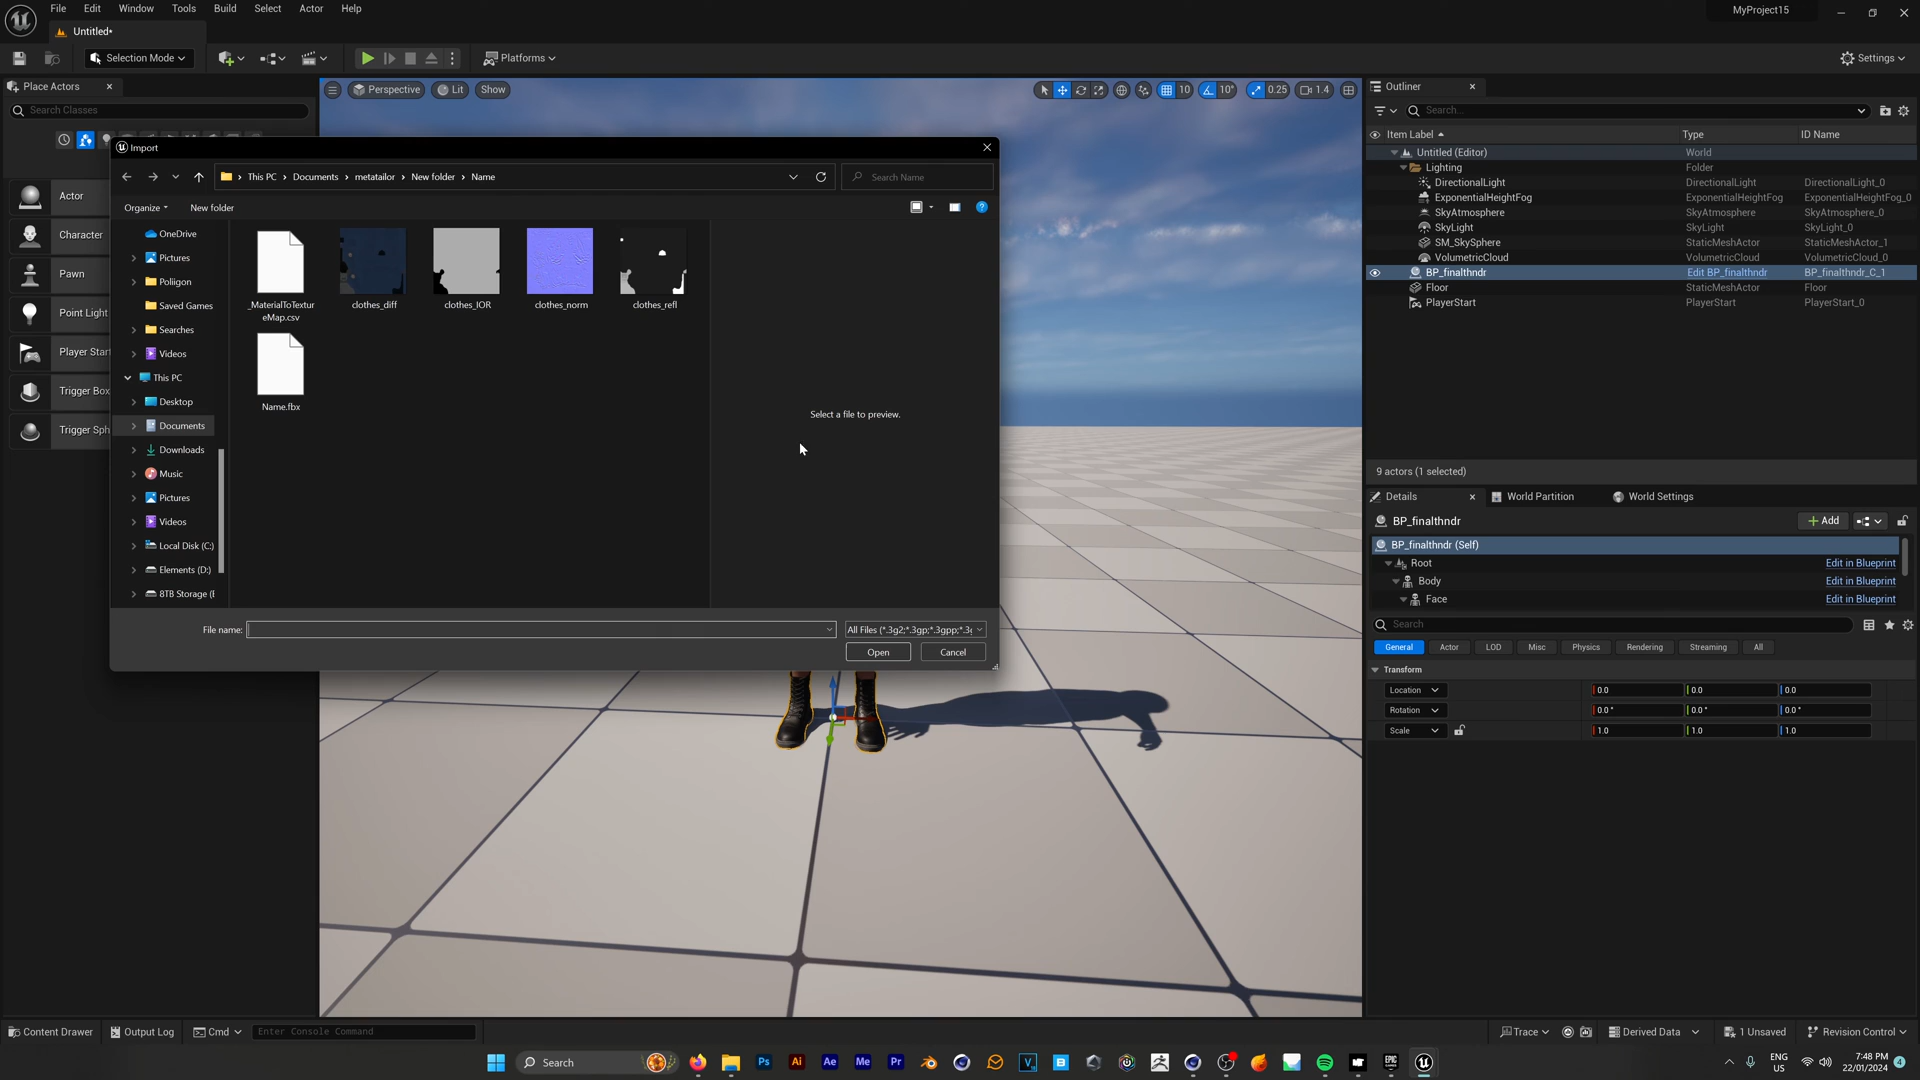 File Edit Window Tools Build Select Actor Help
MyProject15
Untitled*
Selection Mode
Platforms
Settings
Place Actors
Search Classes
Perspective Lit Show
10 10° 0.25 1.4
Outliner
Search...
Item Label Type ID Name
Untitled (Editor) World
Lighting Folder
DirectionalLight DirectionalLight DirectionalLight_0
ExponentialHeightFog ExponentialHeightFog ExponentialHeightFog_0
SkyAtmosphere SkyAtmosphere SkyAtmosphere_0
SkyLight SkyLight SkyLight_0
SM_SkySphere StaticMeshActor StaticMeshActor_1
VolumetricCloud VolumetricCloud VolumetricCloud_0
BP_finalthndr Edit BP_finalthndr BP_finalthndr_C_1
Floor StaticMeshActor Floor
PlayerStart PlayerStart PlayerStart_0
9 actors (1 selected)
Actor
Character
Pawn
Point Light
Player Star
Trigger Box
Trigger Sph
Import
This PC > Documents > metatailor > New folder > Name
Search Name
Organize New folder
OneDrive
Pictures
Poliigon
Saved Games
Searches
Videos
This PC
Desktop
Documents
Downloads
Music
Pictures
Videos
Local Disk (C:)
Elements (D:)
8TB Storage (E
_MaterialToTextur
eMap.csv
clothes_diff
clothes_IOR
clothes_norm
clothes_refl
Name.fbx
Select a file to preview.
File name:
All Files (*.3g2;*.3gp;*.3gpp;*.3g
Open Cancel
Details World Partition World Settings
BP_finalthndr
Add
BP_finalthndr (Self)
Root Edit in Blueprint
Body Edit in Blueprint
Face Edit in Blueprint
Search
General Actor LOD Misc Physics Rendering Streaming All
Transform
Location 0.0 0.0 0.0
Rotation 0.0 ° 0.0 ° 0.0 °
Scale 1.0 1.0 1.0
Content Drawer Output Log Cmd Enter Console Command
Trace Derived Data 1 Unsaved Revision Control
Search
Ps Ai Ae Me Pr
ENG
US
7:48 PM
22/01/2024
4